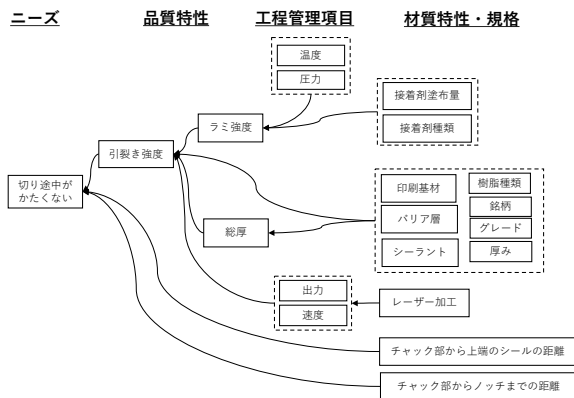 ニーズ
品質特性
工程管理項目
材質特性・規格
温度
圧力
接着剤塗布量
接着剤種類
ラミ強度
引裂き強度
切り途中が
かたくない
印刷基材
樹脂種類
バリア層
銘柄
グレード
シーラント
厚み
総厚
出力
速度
レーザー加工
チャック部から上端のシールの距離
チャック部からノッチまでの距離